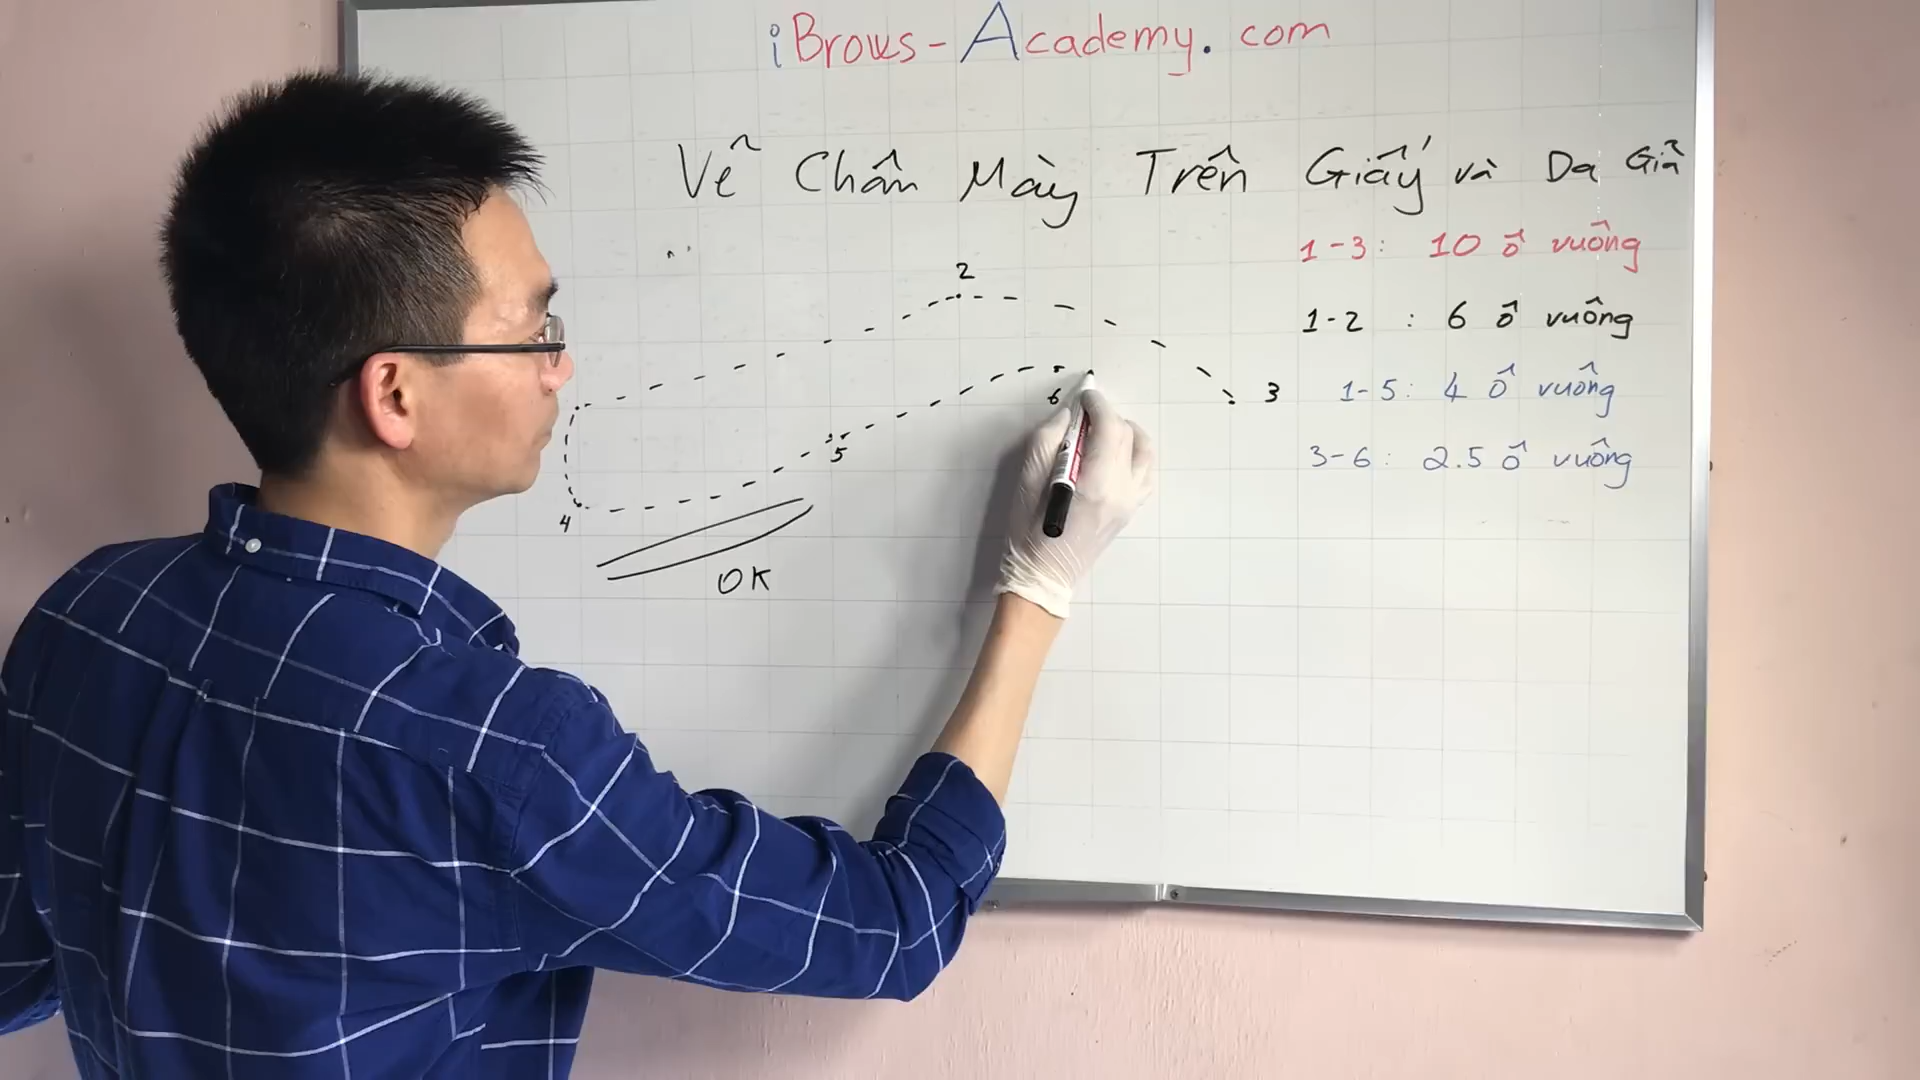 iBrows-Academy.com
Vẽ Chân Mày Trên Giấy và Da Giả
1-3: 10 ô vuông
1-2 : 6 ô vuông
1-5: 4 ô vuông
3-6: 2.5 ô vuông
2
3
6
5
4
OK